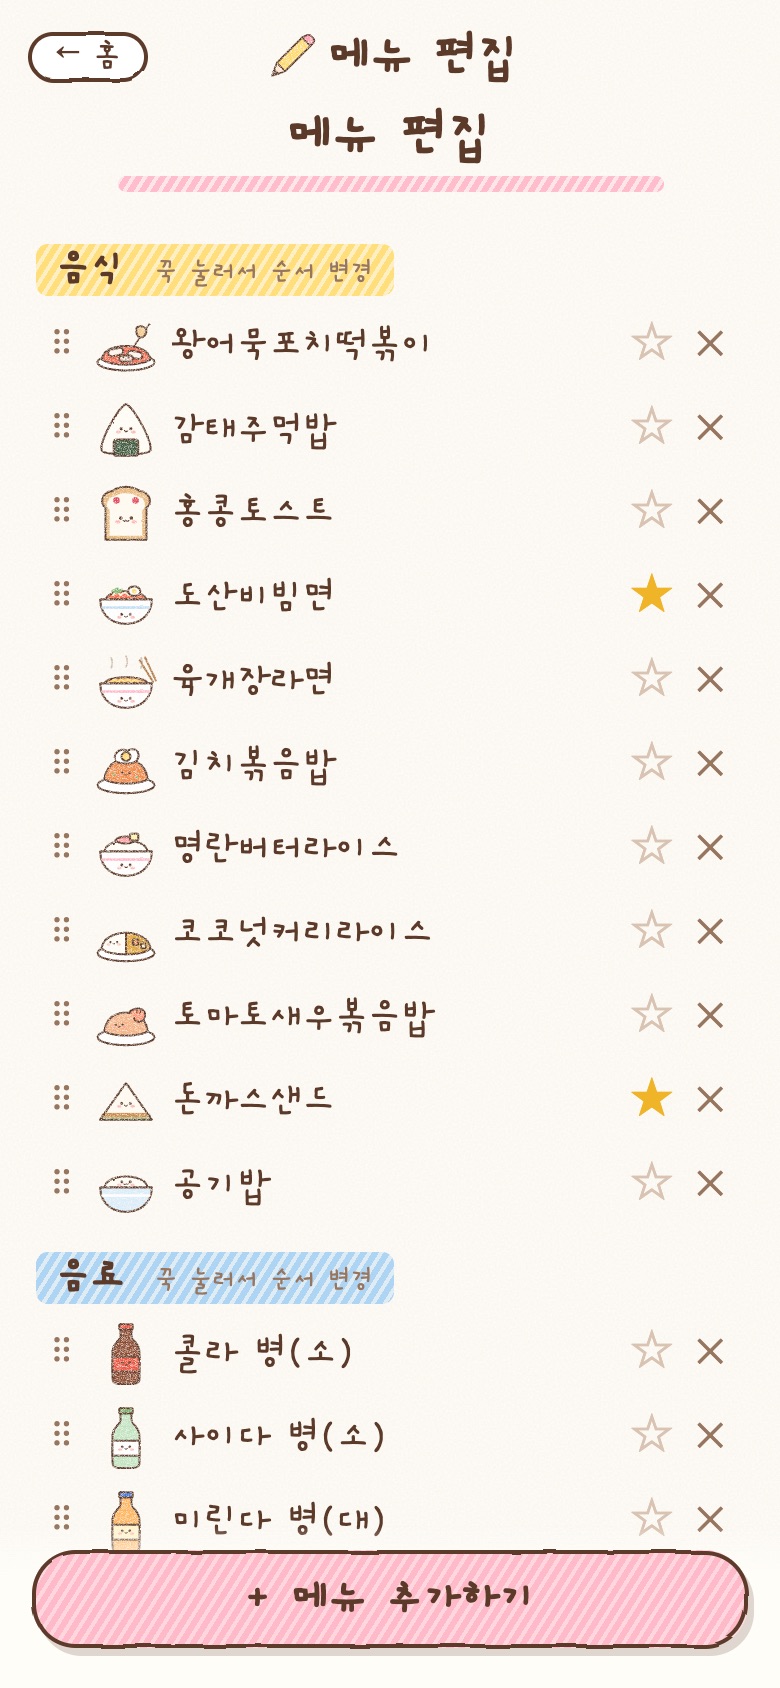 ← 홈
메뉴 편집
메뉴 편집
음식 꾹 눌러서 순서 변경
왕어묵포치떡볶이
감태주먹밥
홍콩토스트
도산비빔면
육개장라면
김치볶음밥
명란버터라이스
코코넛커리라이스
토마토새우볶음밥
돈까스샌드
공기밥
음료 꾹 눌러서 순서 변경
콜라 병(소)
사이다 병(소)
미린다 병(대)
+ 메뉴 추가하기